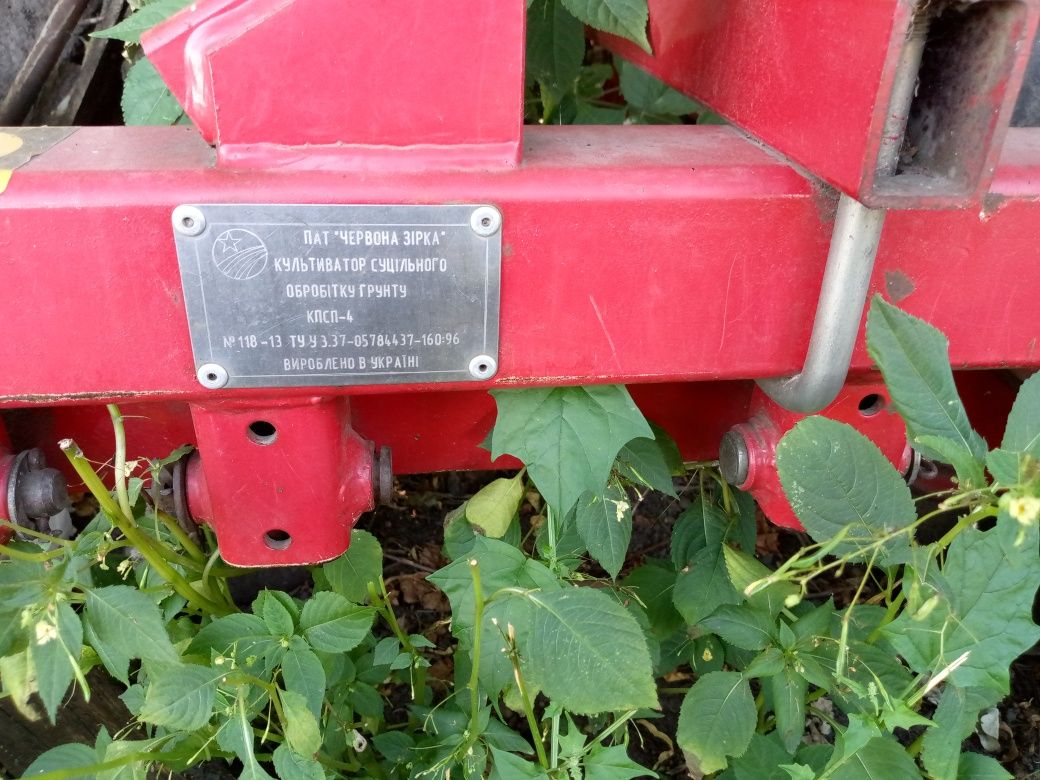 ПАТ "ЧЕРВОНА ЗІРКА"
КУЛЬТИВАТОР СУЦІЛЬНОГО
ОБРОБІТКУ ГРУНТУ
КПСП-4
№ 118-13 ТУ У 3.37-05784437-160:96
ВИРОБЛЕНО В УКРАЇНІ